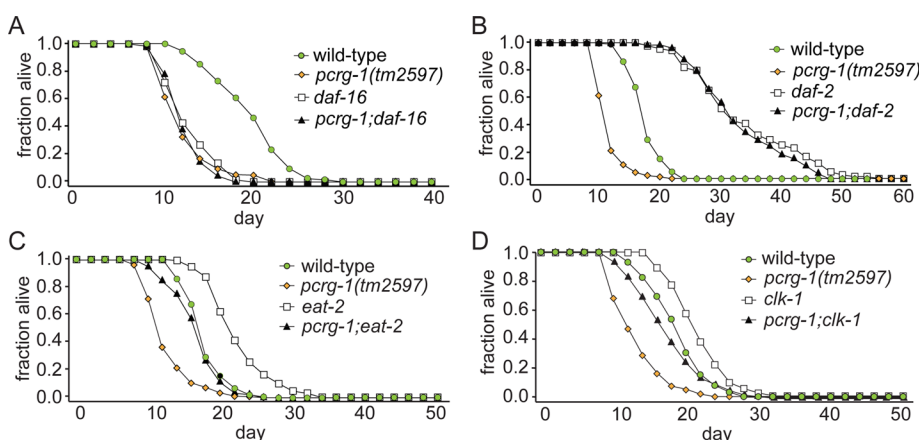 A
fraction alive
1.0
0.8
0.6
0.4
0.2
0.0
0
10
20
30
40
day
wild-type
pcrg-1(tm2597)
daf-16
pcrg-1;daf-16
B
fraction alive
1.0
0.8
0.6
0.4
0.2
0.0
0
10
20
30
40
50
60
day
wild-type
pcrg-1(tm2597)
daf-2
pcrg-1;daf-2
C
fraction alive
1.0
0.8
0.6
0.4
0.2
0.0
0
10
20
30
40
50
day
wild-type
pcrg-1(tm2597)
eat-2
pcrg-1;eat-2
D
fraction alive
1.0
0.8
0.6
0.4
0.2
0.0
0
10
20
30
40
50
day
wild-type
pcrg-1(tm2597)
clk-1
pcrg-1;clk-1